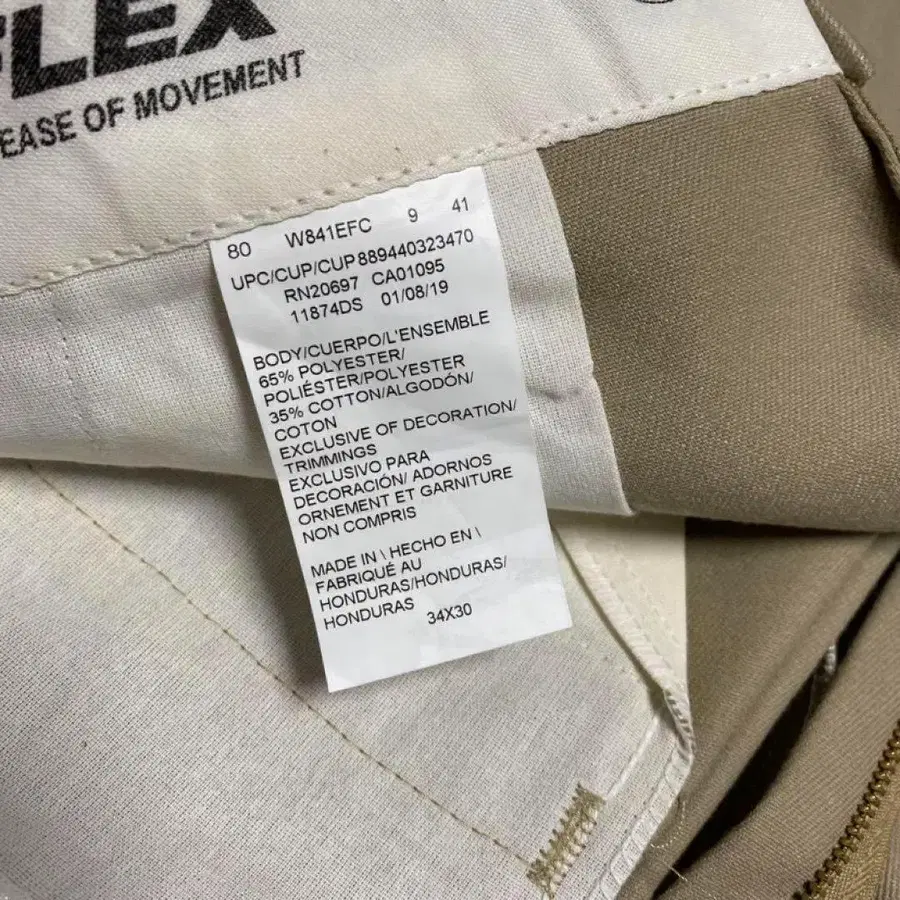 FLEX
EASE OF MOVEMENT
80 W841EFC 9 41
UPC/CUP/CUP 889440323470
RN20697 CA01095
11874DS 01/08/19
BODY/CUERPO/L'ENSEMBLE
65% POLYESTER/
POLIÉSTER/POLYESTER
35% COTTON/ALGODÓN/
COTON
EXCLUSIVE OF DECORATION/
TRIMMINGS
EXCLUSIVO PARA
DECORACIÓN/ ADORNOS
ORNEMENT ET GARNITURE
NON COMPRIS
MADE IN \ HECHO EN \
FABRIQUÉ AU
HONDURAS/HONDURAS/
HONDURAS 34X30